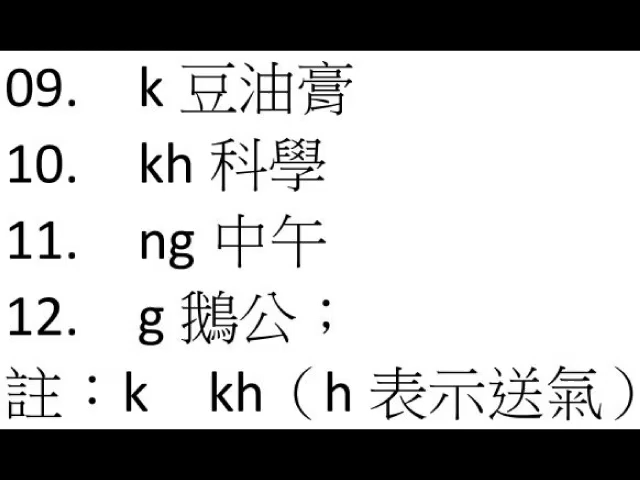 09. k 豆油膏
10. kh 科學
11. ng 中午
12. g 鵝公；
註：k kh（h 表示送氣）